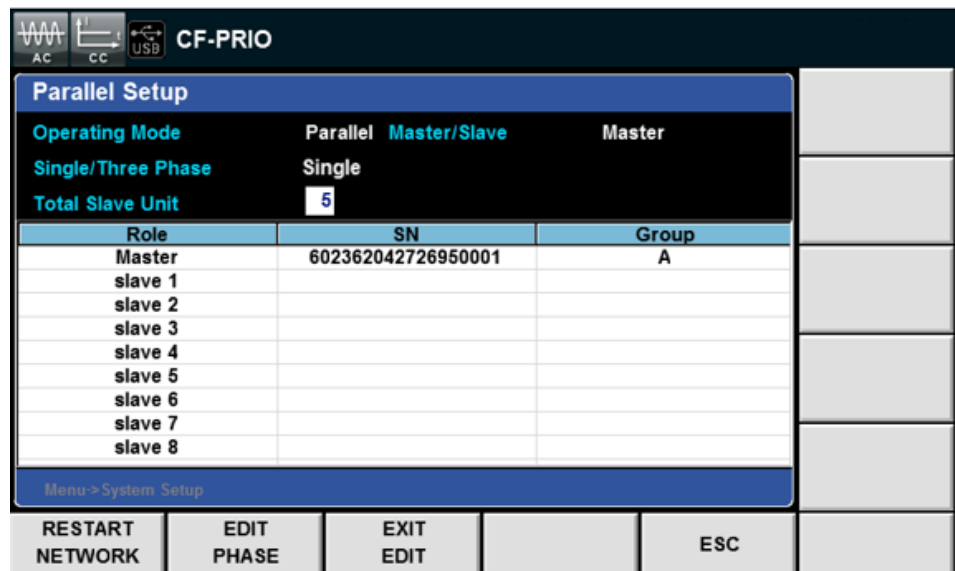 AC CC USB CF-PRIO
Parallel Setup
Operating Mode Parallel Master/Slave Master
Single/Three Phase Single
Total Slave Unit 5
Role SN Group
Master 602362042726950001 A
slave 1
slave 2
slave 3
slave 4
slave 5
slave 6
slave 7
slave 8
Menu->System Setup
RESTART NETWORK
EDIT PHASE
EXIT EDIT
ESC